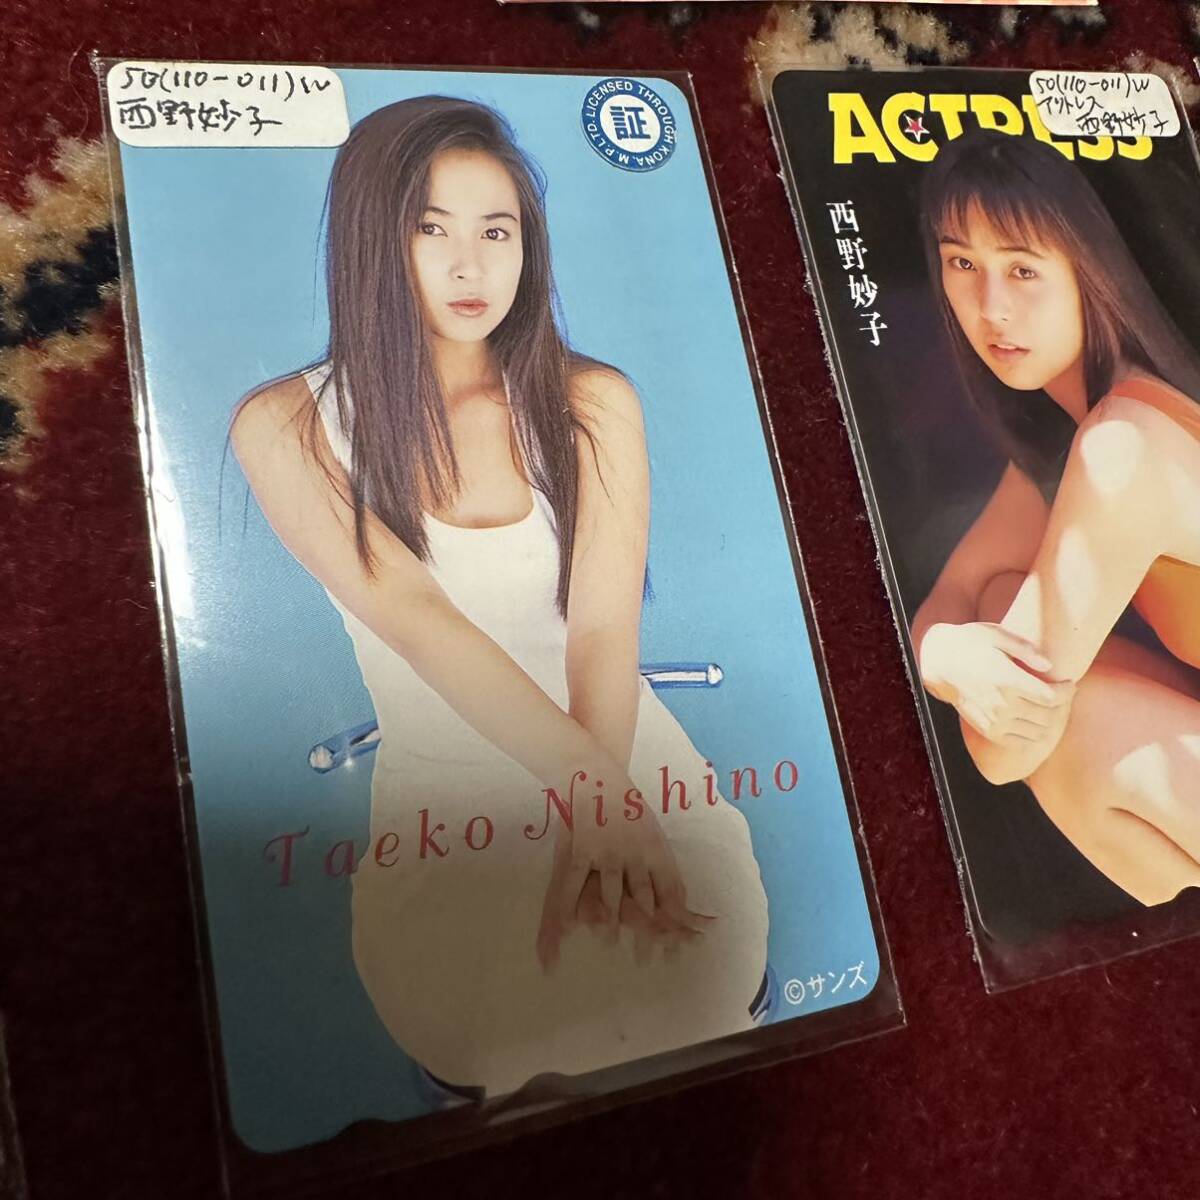 50(110-011)W
西野妙子
LICENSED THROUGH KONA. M.P.LTD.
証
Taeko Nishino
©サンズ
50(110-011)W
アクトレス
西野妙子
ACTRESS
西野妙子